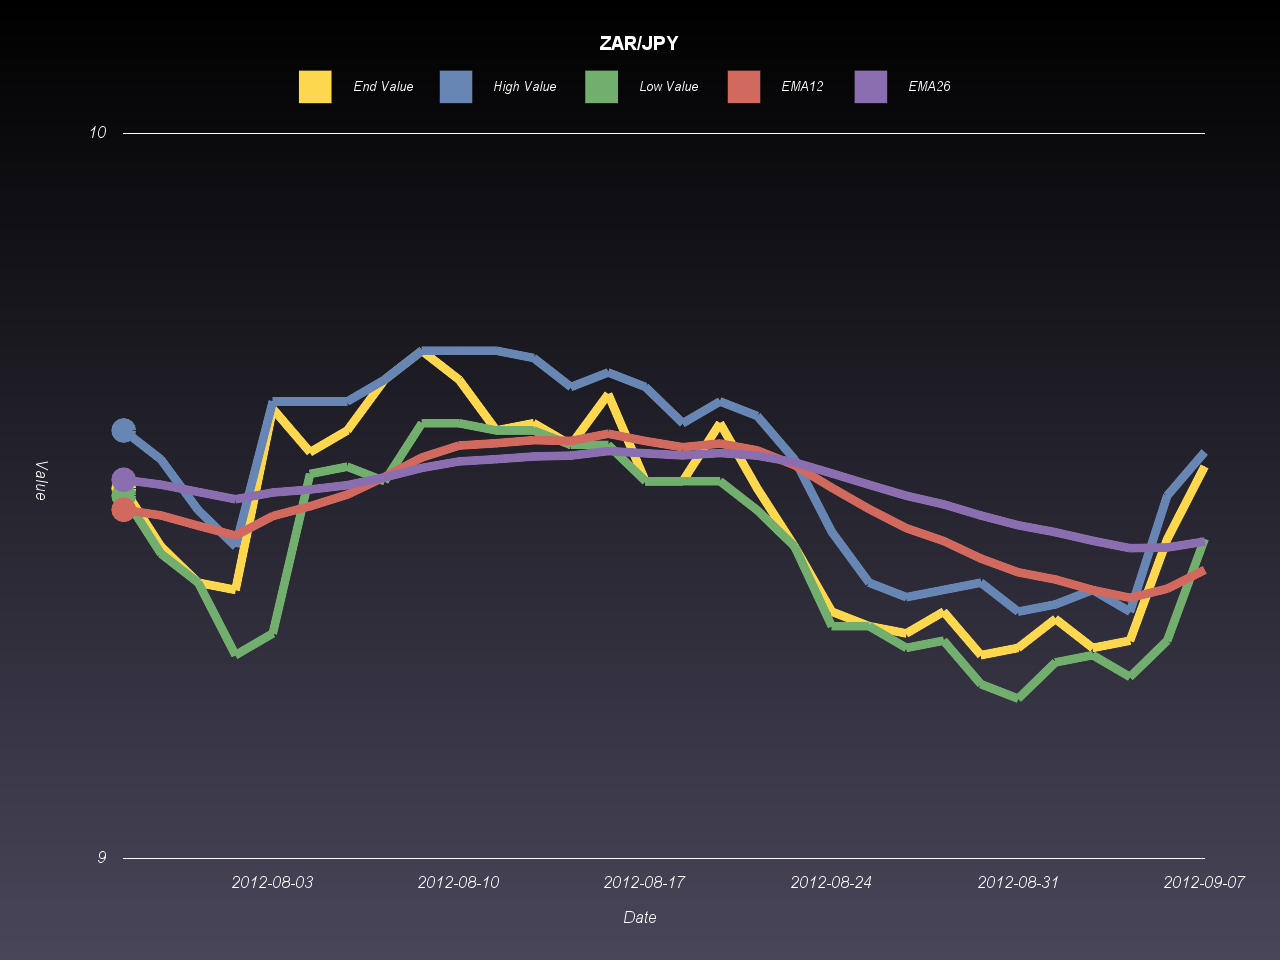 ZAR/JPY
End Value
High Value
Low Value
EMA12
EMA26
10
Value
9
2012-08-03
2012-08-10
2012-08-17
2012-08-24
2012-08-31
2012-09-07
Date